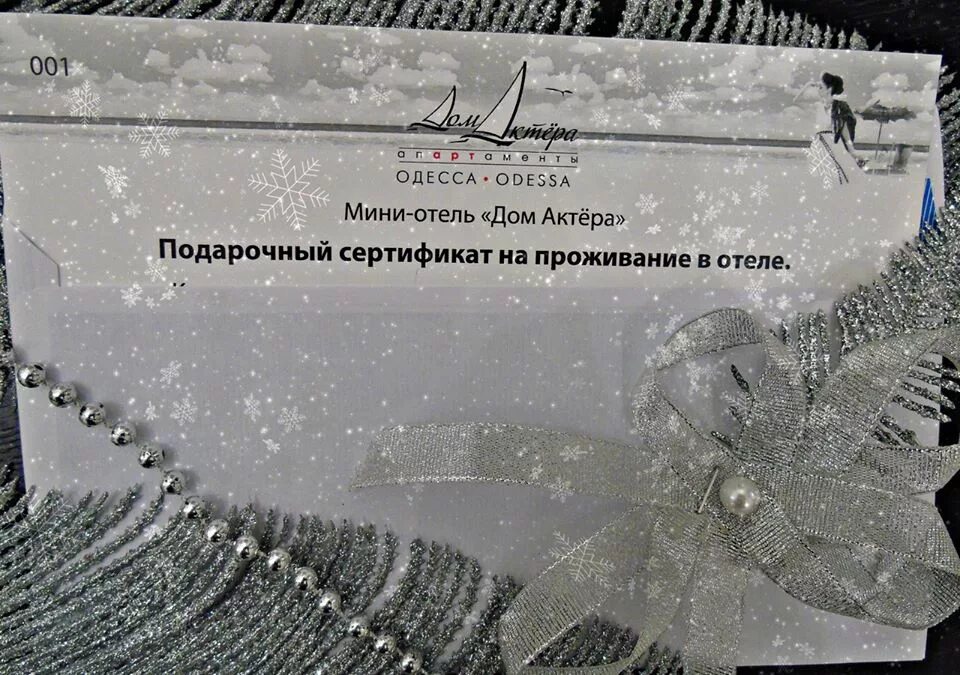 001
Дом Актёра
апартаменты
ОДЕССА • ODESSA
Мини-отель «Дом Актёра»
Подарочный сертификат на проживание в отеле.